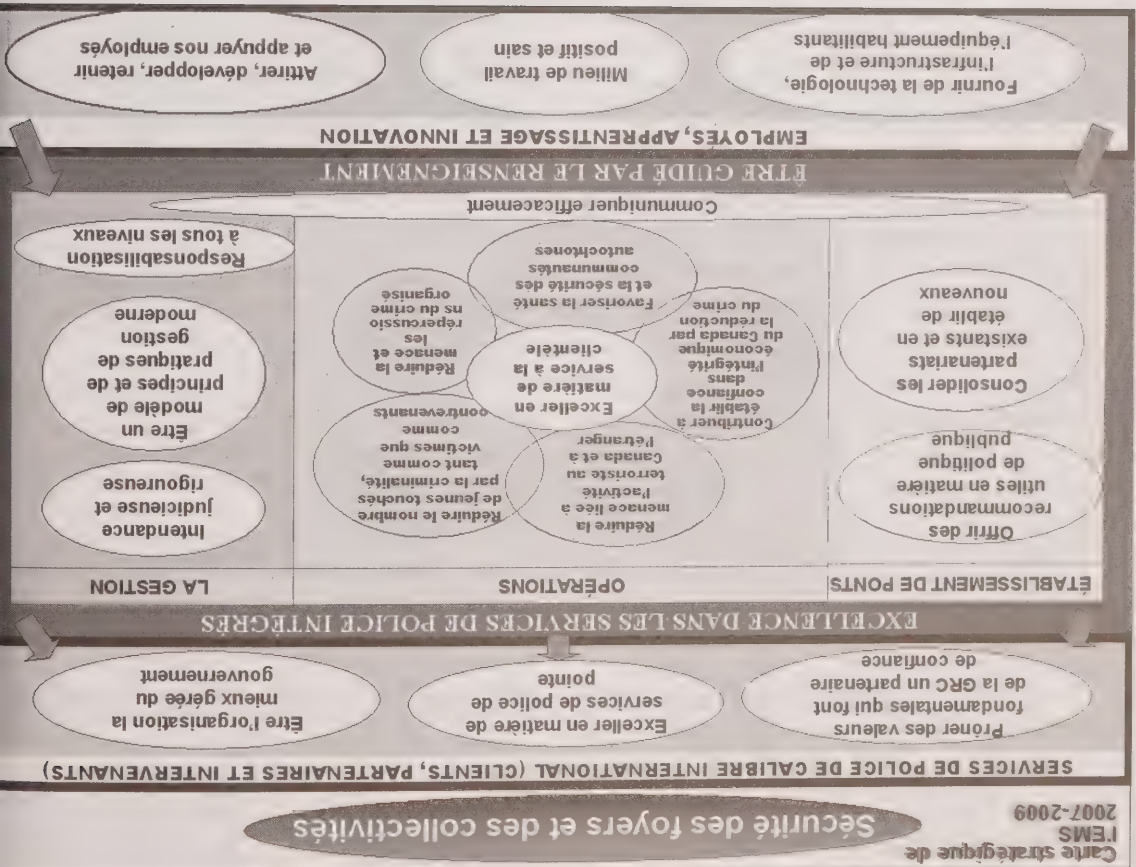 Carte stratégique de
l'EMS
2007-2009
Sécurité des foyers et des collectivités
SERVICES DE POLICE DE CALIBRE INTERNATIONAL (CLIENTS, PARTENAIRES ET INTERVENANTS)
Prôner des valeurs
fondamentales qui font
de la GRC un partenaire
de confiance
Exceller en matière de
services de police de
pointe
Être l'organisation la
mieux gérée du
gouvernement
EXCELLENCE DANS LES SERVICES DE POLICE INTÉGRÉS
ÉTABLISSEMENT DE PONTS
OPÉRATIONS
LA GESTION
Offrir des
recommandations
utiles en matière
de politique
publique
Consolider les
partenariats
existants et en
établir de
nouveaux
Réduire la
menace liée à
l'activité
terroriste au
Canada et à
l'étranger
Réduire le nombre
de jeunes touchés
par la criminalité,
tant comme
victimes que
comme
contrevenants
Contribuer à
établir la
confiance
dans
l'intégrité
économique
du Canada par
la réduction
du crime
Exceller en
matière de
service à la
clientèle
Réduire la
menace et
les
répercussio
ns du crime
organisé
Favoriser la santé
et la sécurité des
communautés
autochtones
Intendance
judicieuse et
rigoureuse
Être un
modèle de
principes et de
pratiques de
gestion
moderne
Responsabilisation
à tous les niveaux
Communiquer efficacement
ÊTRE GUIDÉ PAR LE RENSEIGNEMENT
EMPLOYÉS, APPRENTISSAGE ET INNOVATION
Fournir de la technologie,
l'infrastructure et de
l'équipement habilitants
Milieu de travail
positif et sain
Attirer, développer, retenir
et appuyer nos employés